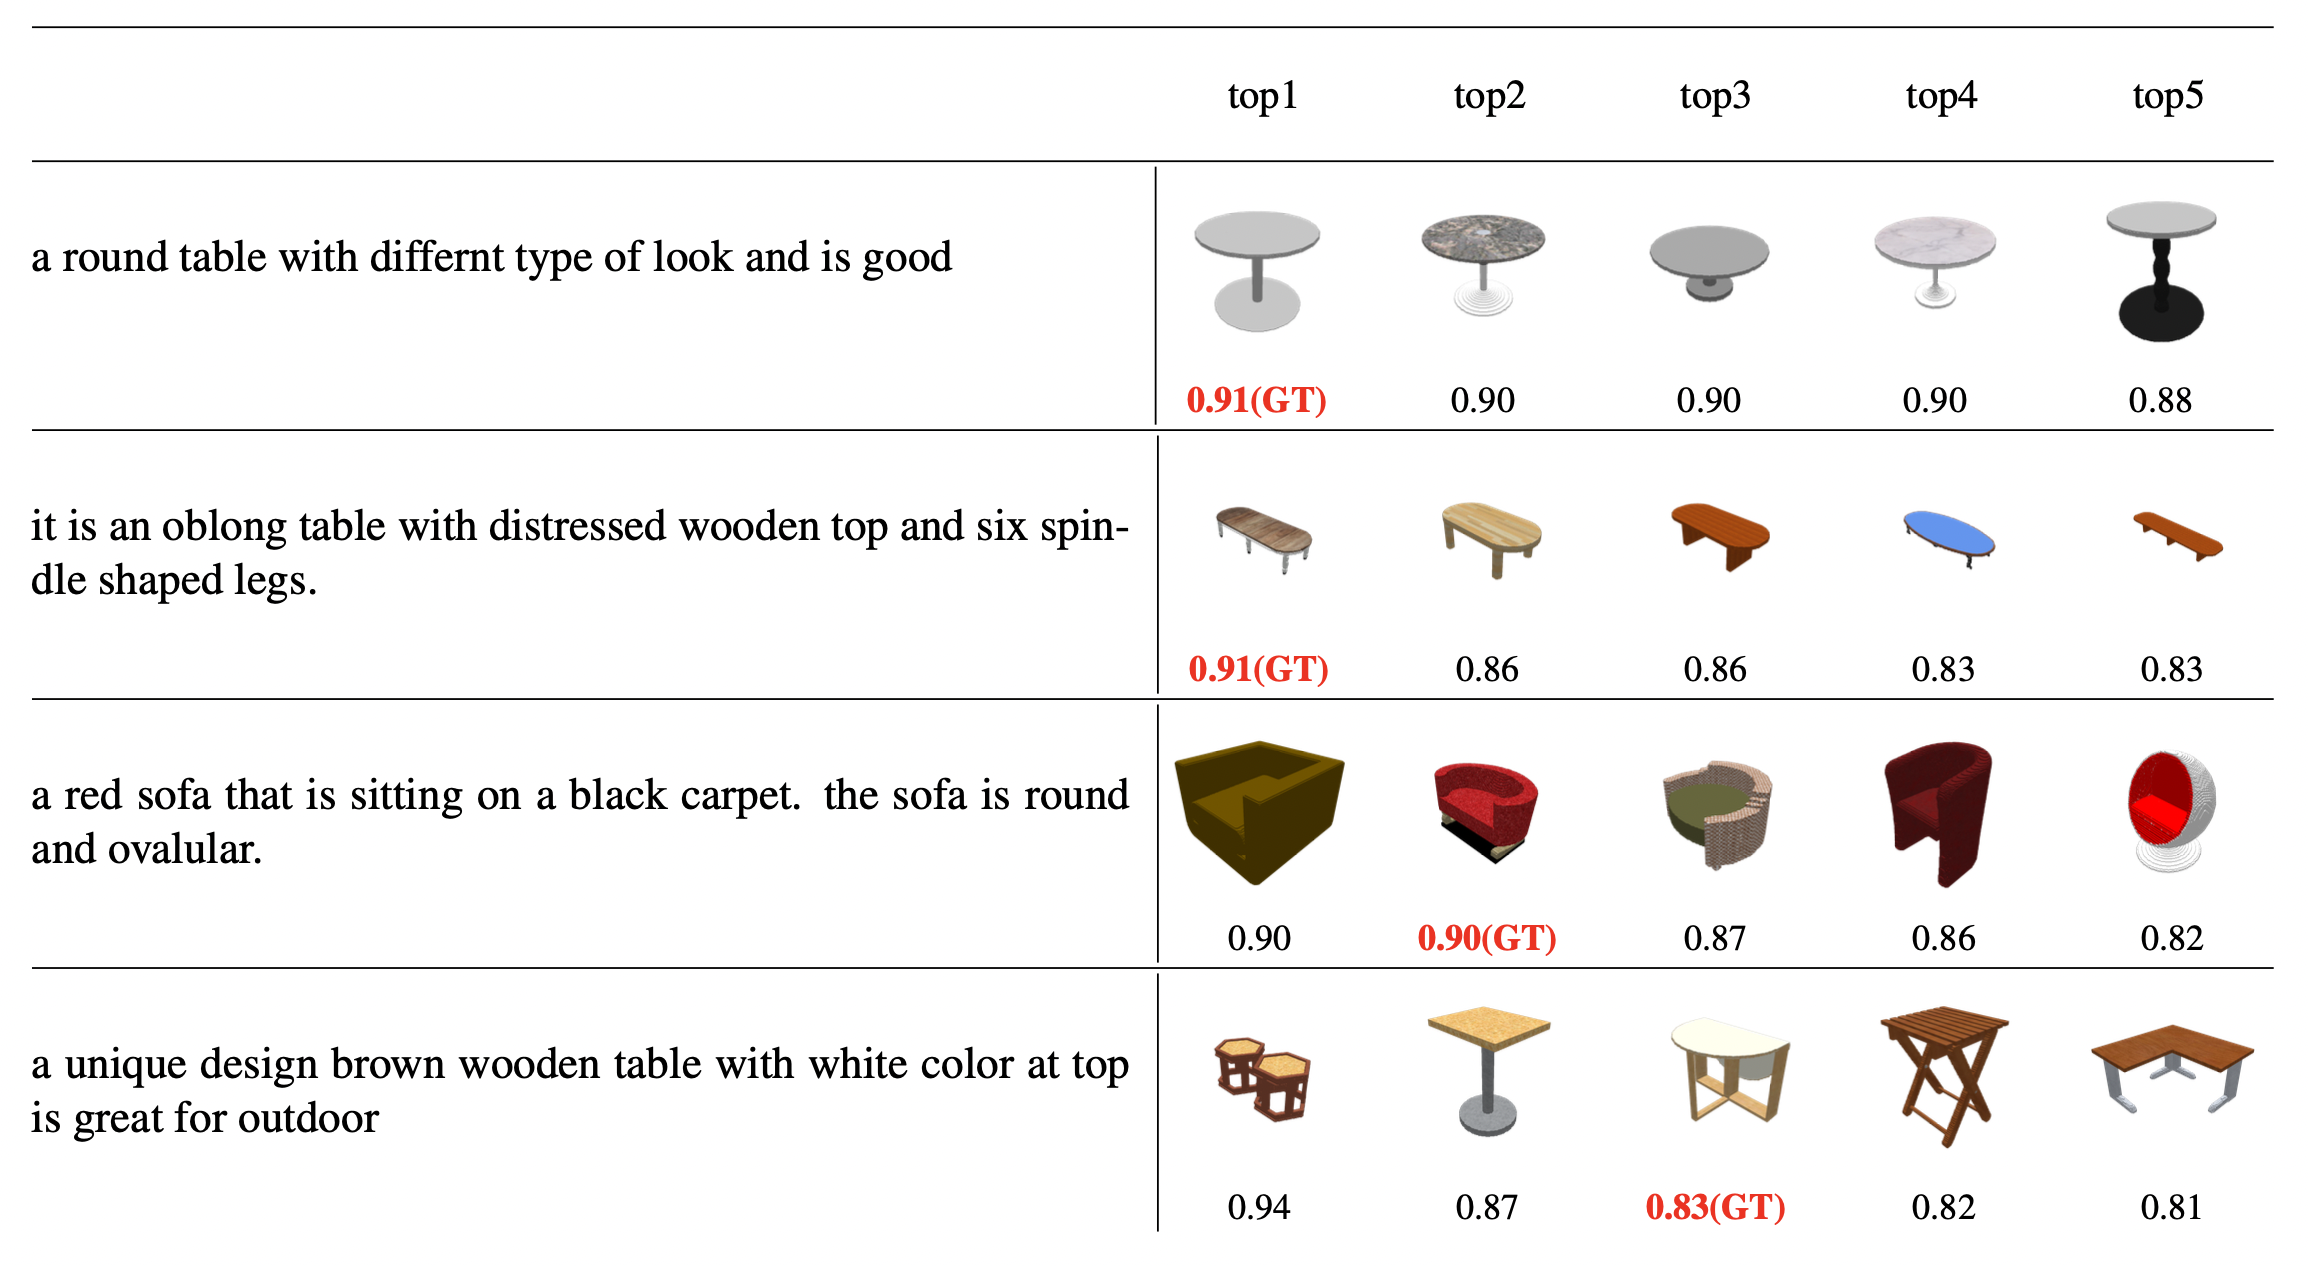 top1 top2 top3 top4 top5
a round table with differnt type of look and is good
0.91(GT) 0.90 0.90 0.90 0.88
it is an oblong table with distressed wooden top and six spin-
dle shaped legs.
0.91(GT) 0.86 0.86 0.83 0.83
a red sofa that is sitting on a black carpet. the sofa is round
and ovalular.
0.90 0.90(GT) 0.87 0.86 0.82
a unique design brown wooden table with white color at top
is great for outdoor
0.94 0.87 0.83(GT) 0.82 0.81